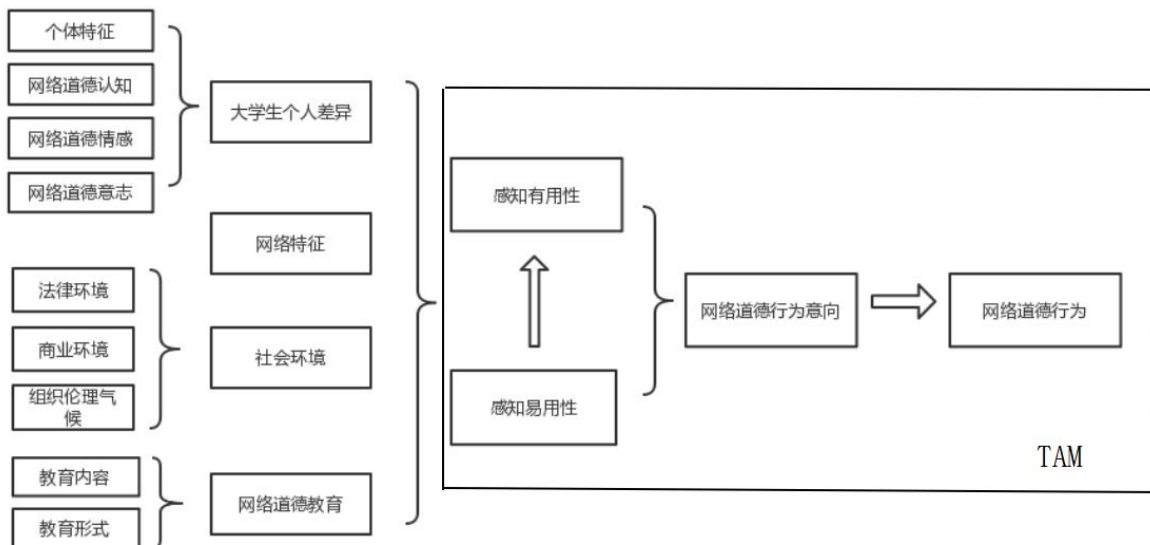 个体特征
网络道德认知
网络道德情感
网络道德意志
大学生个人差异
网络特征
法律环境
商业环境
组织伦理气
候
社会环境
教育内容
教育形式
网络道德教育
感知有用性
感知易用性
网络道德行为意向
网络道德行为
TAM